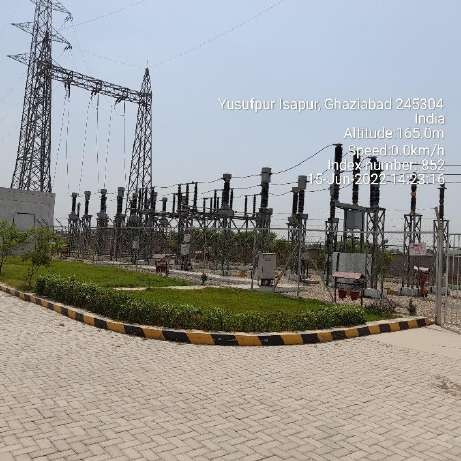 Yusufpur Isapur, Ghaziabad 245304
India
Altitude:165.0m
Speed:0.0km/h
Index number: 852
15-Jun-2022 14:23:16